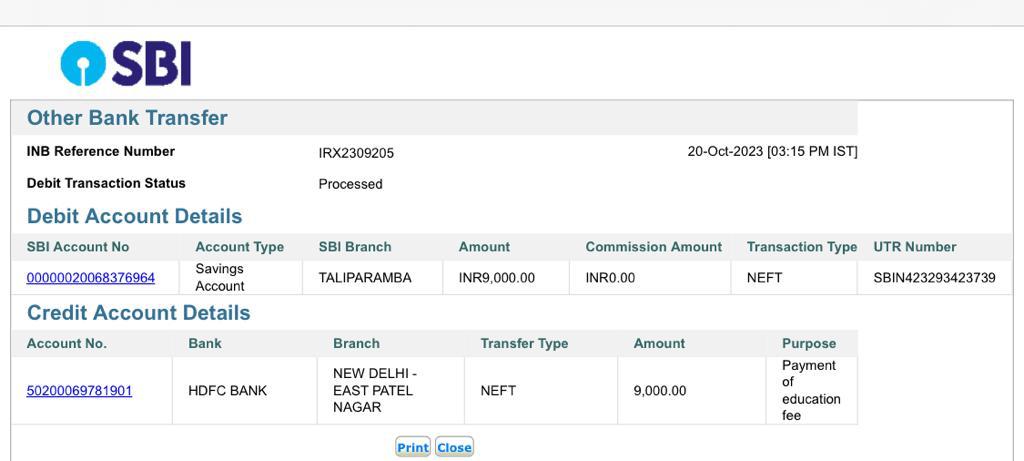 SBI
Other Bank Transfer
INB Reference Number IRX2309205 20-Oct-2023 [03:15 PM IST]
Debit Transaction Status Processed
Debit Account Details
SBI Account No Account Type SBI Branch Amount Commission Amount Transaction Type UTR Number
00000020068376964 Savings Account TALIPARAMBA INR9,000.00 INR0.00 NEFT SBIN423293423739
Credit Account Details
Account No. Bank Branch Transfer Type Amount Purpose
50200069781901 HDFC BANK NEW DELHI - EAST PATEL NAGAR NEFT 9,000.00 Payment of education fee
Print Close